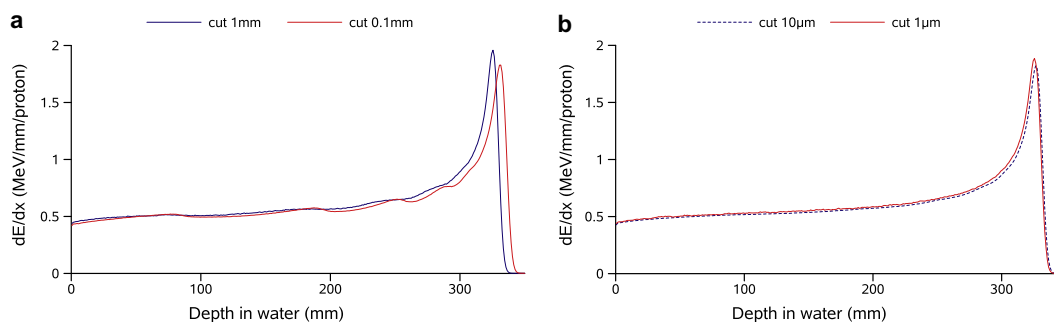 a
cut 1mm cut 0.1mm
2
1.5
1
0.5
0
0 100 200 300
dE/dx (MeV/mm/proton)
Depth in water (mm)
b
cut 10µm cut 1µm
2
1.5
1
0.5
0
0 100 200 300
dE/dx (MeV/mm/proton)
Depth in water (mm)